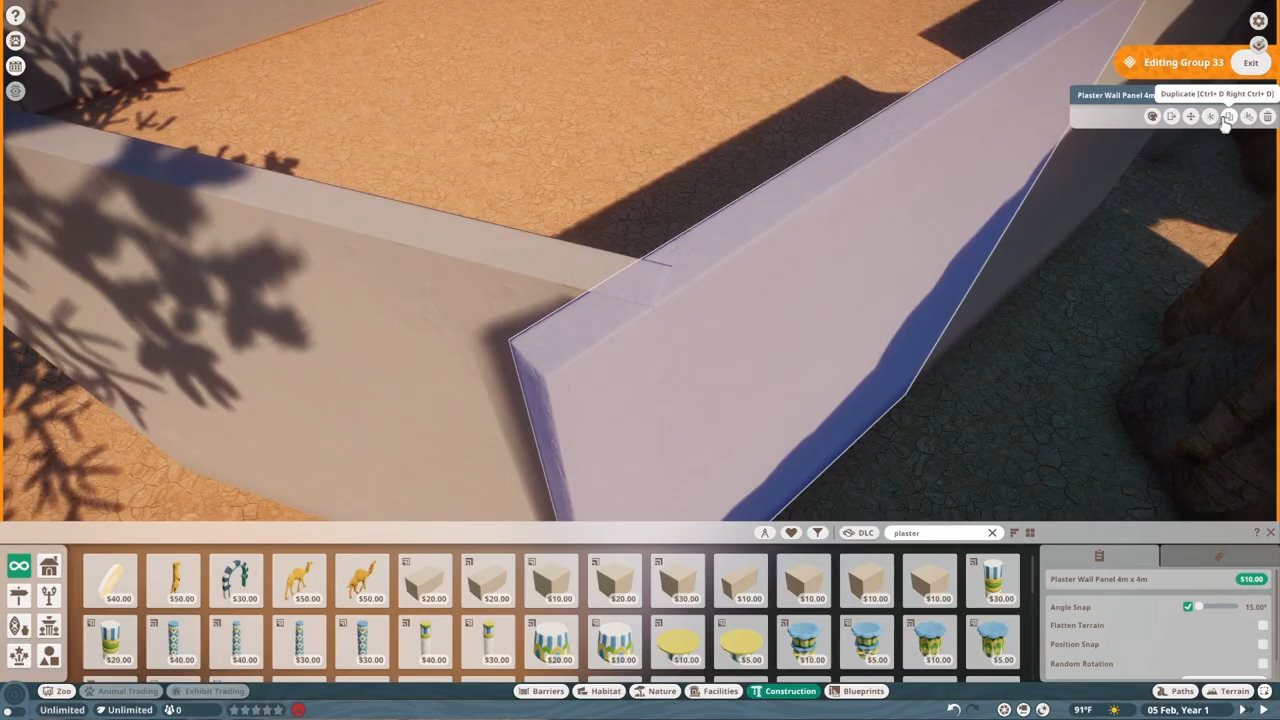 Editing Group 33 Exit
Plaster Wall Panel 4m
Duplicate [Ctrl+ D Right Ctrl+ D]
DLC plaster
$40.00 $50.00 $30.00 $50.00 $50.00 $20.00 $20.00 $10.00 $20.00 $30.00 $10.00 $10.00 $10.00 $10.00 $30.00
$20.00 $40.00 $40.00 $30.00 $30.00 $40.00 $30.00 $20.00 $10.00 $10.00 $5.00 $10.00 $5.00 $10.00 $5.00
Plaster Wall Panel 4m x 4m $10.00
Angle Snap 15.00°
Flatten Terrain
Position Snap
Random Rotation
Zoo Animal Trading Exhibit Trading Barriers Habitat Nature Facilities Construction Blueprints Paths Terrain
Unlimited Unlimited 0 91°F 05 Feb, Year 1